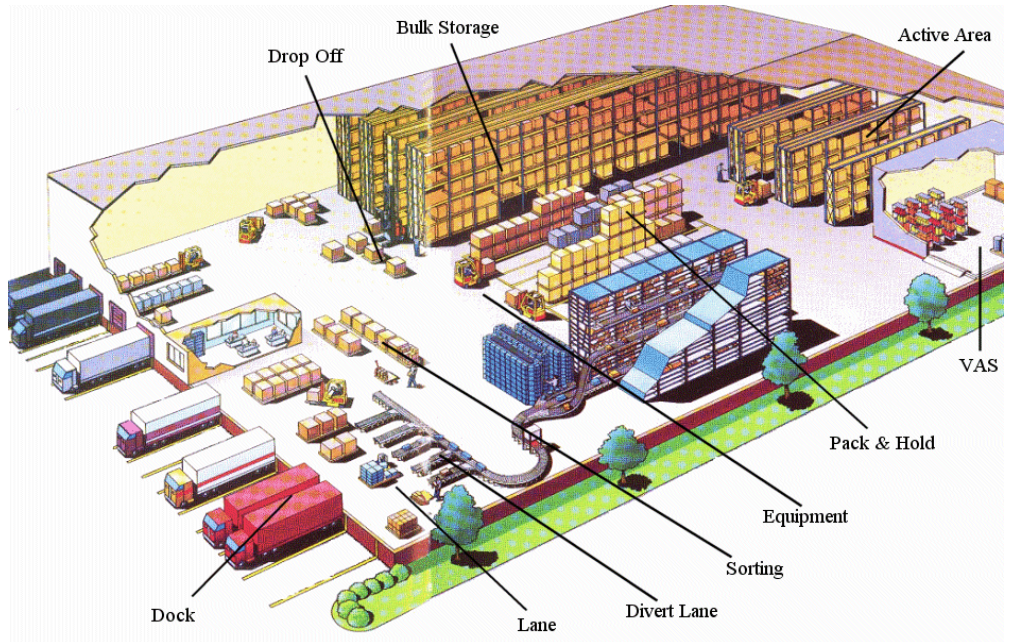 Bulk Storage
Active Area
Drop Off
VAS
Pack & Hold
Equipment
Sorting
Divert Lane
Lane
Dock